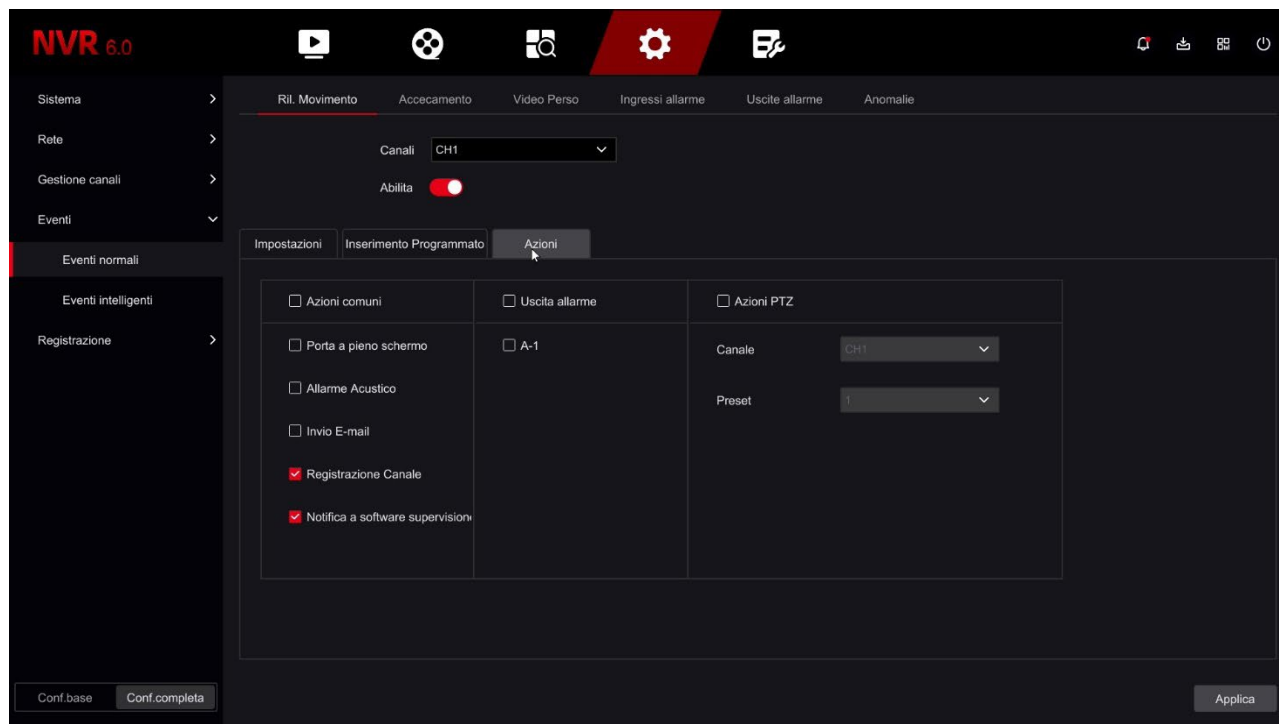 NVR 6.0
Sistema
Rete
Gestione canali
Eventi
Eventi normali
Eventi intelligenti
Registrazione
Conf.base Conf.completa
Ril. Movimento Accecamento Video Perso Ingressi allarme Uscite allarme Anomalie
Canali CH1
Abilita
Impostazioni Inserimento Programmato Azioni
Azioni comuni Uscita allarme Azioni PTZ
Porta a pieno schermo A-1 Canale CH1
Allarme Acustico
Preset 1
Invio E-mail
Registrazione Canale
Notifica a software supervision
Applica